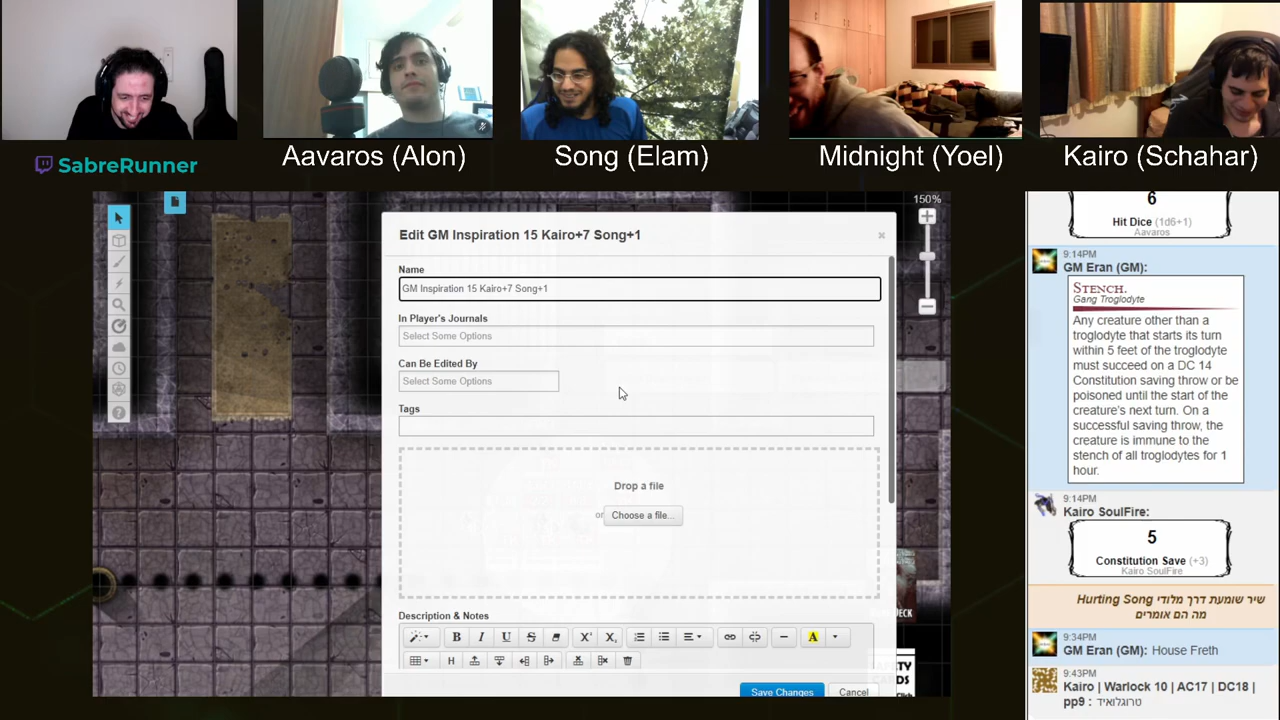 SabreRunner
Aavaros (Alon)
Song (Elam)
Midnight (Yoel)
Kairo (Schahar)
150%
Edit GM Inspiration 15 Kairo+7 Song+1
×
Name
GM Inspiration 15 Kairo+7 Song+1
In Player's Journals
Select Some Options
Can Be Edited By
Select Some Options
Tags
Drop a file
or Choose a file...
Description & Notes
B I U S X² X₂
H
A
Save Changes Cancel
DECK
SAFETY
CARDS
6
Hit Dice (1d6+1)
Aavaros
9:14PM
GM Eran (GM):
Stench.
Gang Troglodyte
Any creature other than a
troglodyte that starts its turn
within 5 feet of the troglodyte
must succeed on a DC 14
Constitution saving throw or be
poisoned until the start of the
creature's next turn. On a
successful saving throw, the
creature is immune to the
stench of all troglodytes for 1
hour.
9:14PM
Kairo SoulFire:
5
Constitution Save (+3)
Kairo SoulFire
שיר שומעת דרך מלודי Hurting Song
מה הם אומרים
9:34PM
GM Eran (GM): House Freth
9:43PM
Kairo | Warlock 10 | AC17 | DC18 |
pp9 : טרוגלואיד